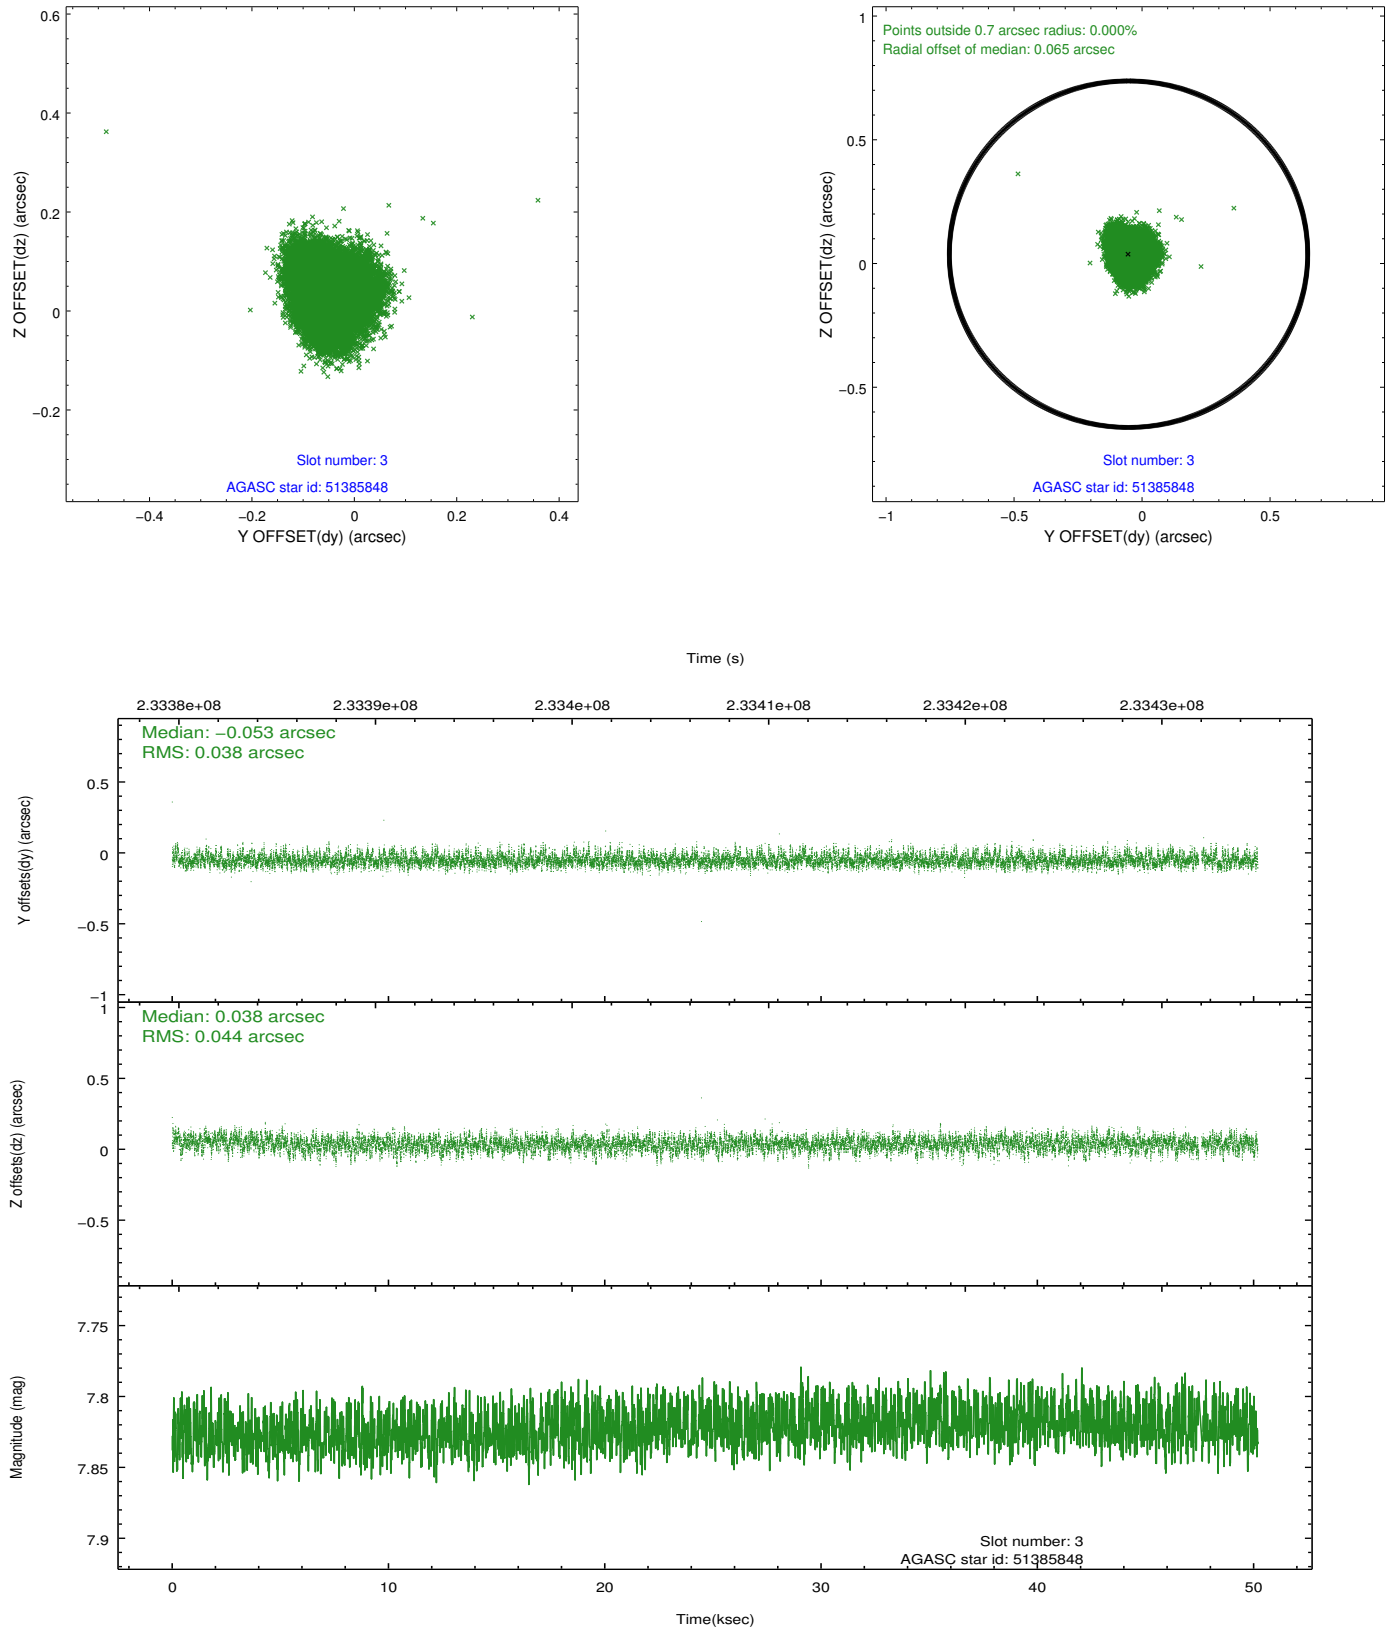 0.6
0.4
0.2
0
−0.2
Z OFFSET(dz) (arcsec)
Slot number: 3
AGASC star id: 51385848
−0.4 −0.2 0 0.2 0.4
Y OFFSET(dy) (arcsec)
Points outside 0.7 arcsec radius: 0.000%
Radial offset of median: 0.065 arcsec
1
0.5
0
−0.5
Z OFFSET(dz) (arcsec)
Slot number: 3
AGASC star id: 51385848
−1 −0.5 0 0.5
Y OFFSET(dy) (arcsec)
Time (s)
2.3338e+08 2.3339e+08 2.334e+08 2.3341e+08 2.3342e+08 2.3343e+08
Median: −0.053 arcsec
RMS: 0.038 arcsec
0.5
0
−0.5
−1
Y offsets(dy) (arcsec)
Median: 0.038 arcsec
RMS: 0.044 arcsec
1
0.5
0
−0.5
Z offsets(dz) (arcsec)
7.75
7.8
7.85
7.9
Magnitude (mag)
Slot number: 3
AGASC star id: 51385848
0 10 20 30 40 50
Time(ksec)